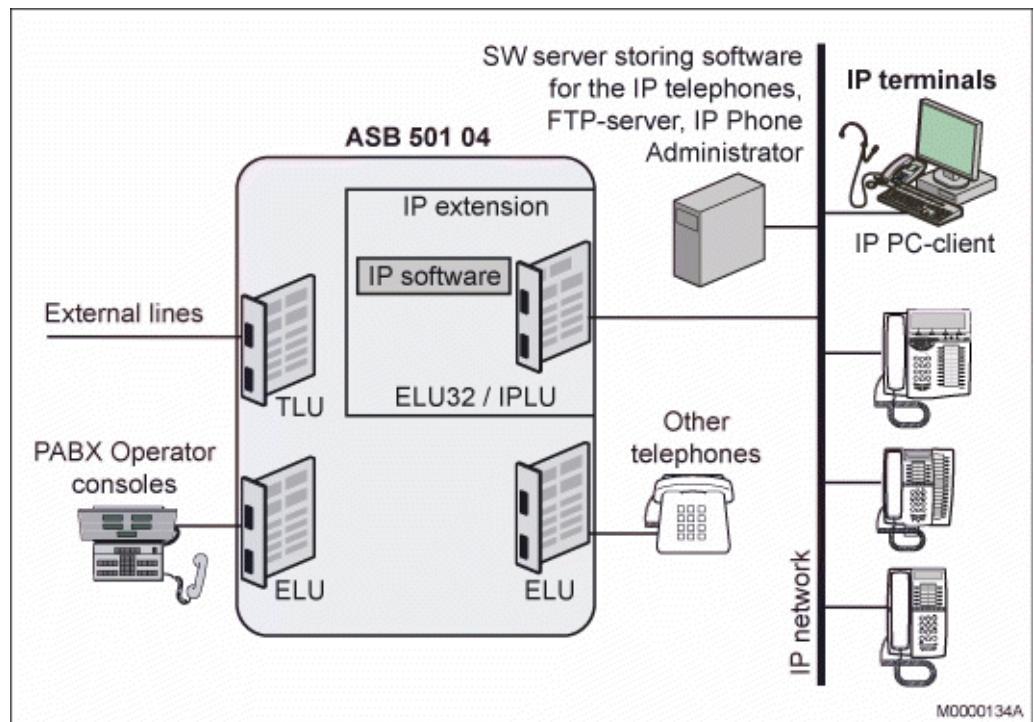 SW server storing software
for the IP telephones,
FTP-server, IP Phone
Administrator
IP terminals
ASB 501 04
IP extension
IP software
IP PC-client
External lines
TLU
ELU32 / IPLU
PABX Operator
consoles
Other
telephones
ELU
ELU
IP network
M0000134A